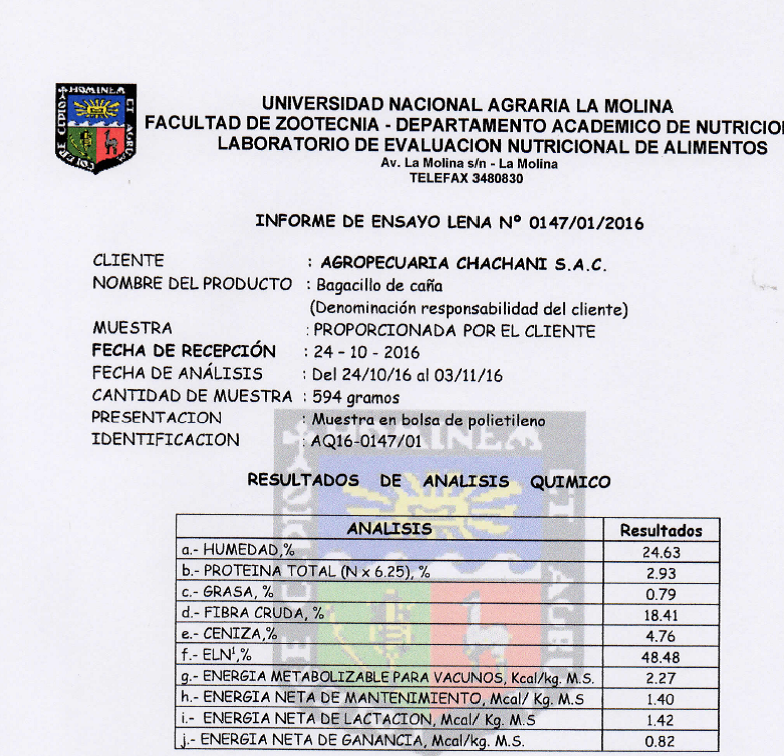 UNIVERSIDAD NACIONAL AGRARIA LA MOLINA
FACULTAD DE ZOOTECNIA - DEPARTAMENTO ACADEMICO DE NUTRICIO
LABORATORIO DE EVALUACION NUTRICIONAL DE ALIMENTOS
Av. La Molina s/n - La Molina
TELEFAX 3480830
INFORME DE ENSAYO LENA Nº 0147/01/2016
CLIENTE : AGROPECUARIA CHACHANI S.A.C.
NOMBRE DEL PRODUCTO : Bagacillo de caña
(Denominación responsabilidad del cliente)
MUESTRA : PROPORCIONADA POR EL CLIENTE
FECHA DE RECEPCIÓN : 24 - 10 - 2016
FECHA DE ANÁLISIS : Del 24/10/16 al 03/11/16
CANTIDAD DE MUESTRA : 594 gramos
PRESENTACION : Muestra en bolsa de polietileno
IDENTIFICACION : AQ16-0147/01
RESULTADOS DE ANALISIS QUIMICO
ANALISIS Resultados
a.- HUMEDAD,% 24.63
b.- PROTEINA TOTAL (N x 6.25), % 2.93
c.- GRASA, % 0.79
d.- FIBRA CRUDA, % 18.41
e.- CENIZA,% 4.76
f.- ELN¹,% 48.48
g.- ENERGIA METABOLIZABLE PARA VACUNOS, Kcal/kg. M.S. 2.27
h.- ENERGIA NETA DE MANTENIMIENTO, Mcal/ Kg. M.S 1.40
i.- ENERGIA NETA DE LACTACION, Mcal/ Kg. M.S 1.42
j.- ENERGIA NETA DE GANANCIA, Mcal/kg. M.S. 0.82